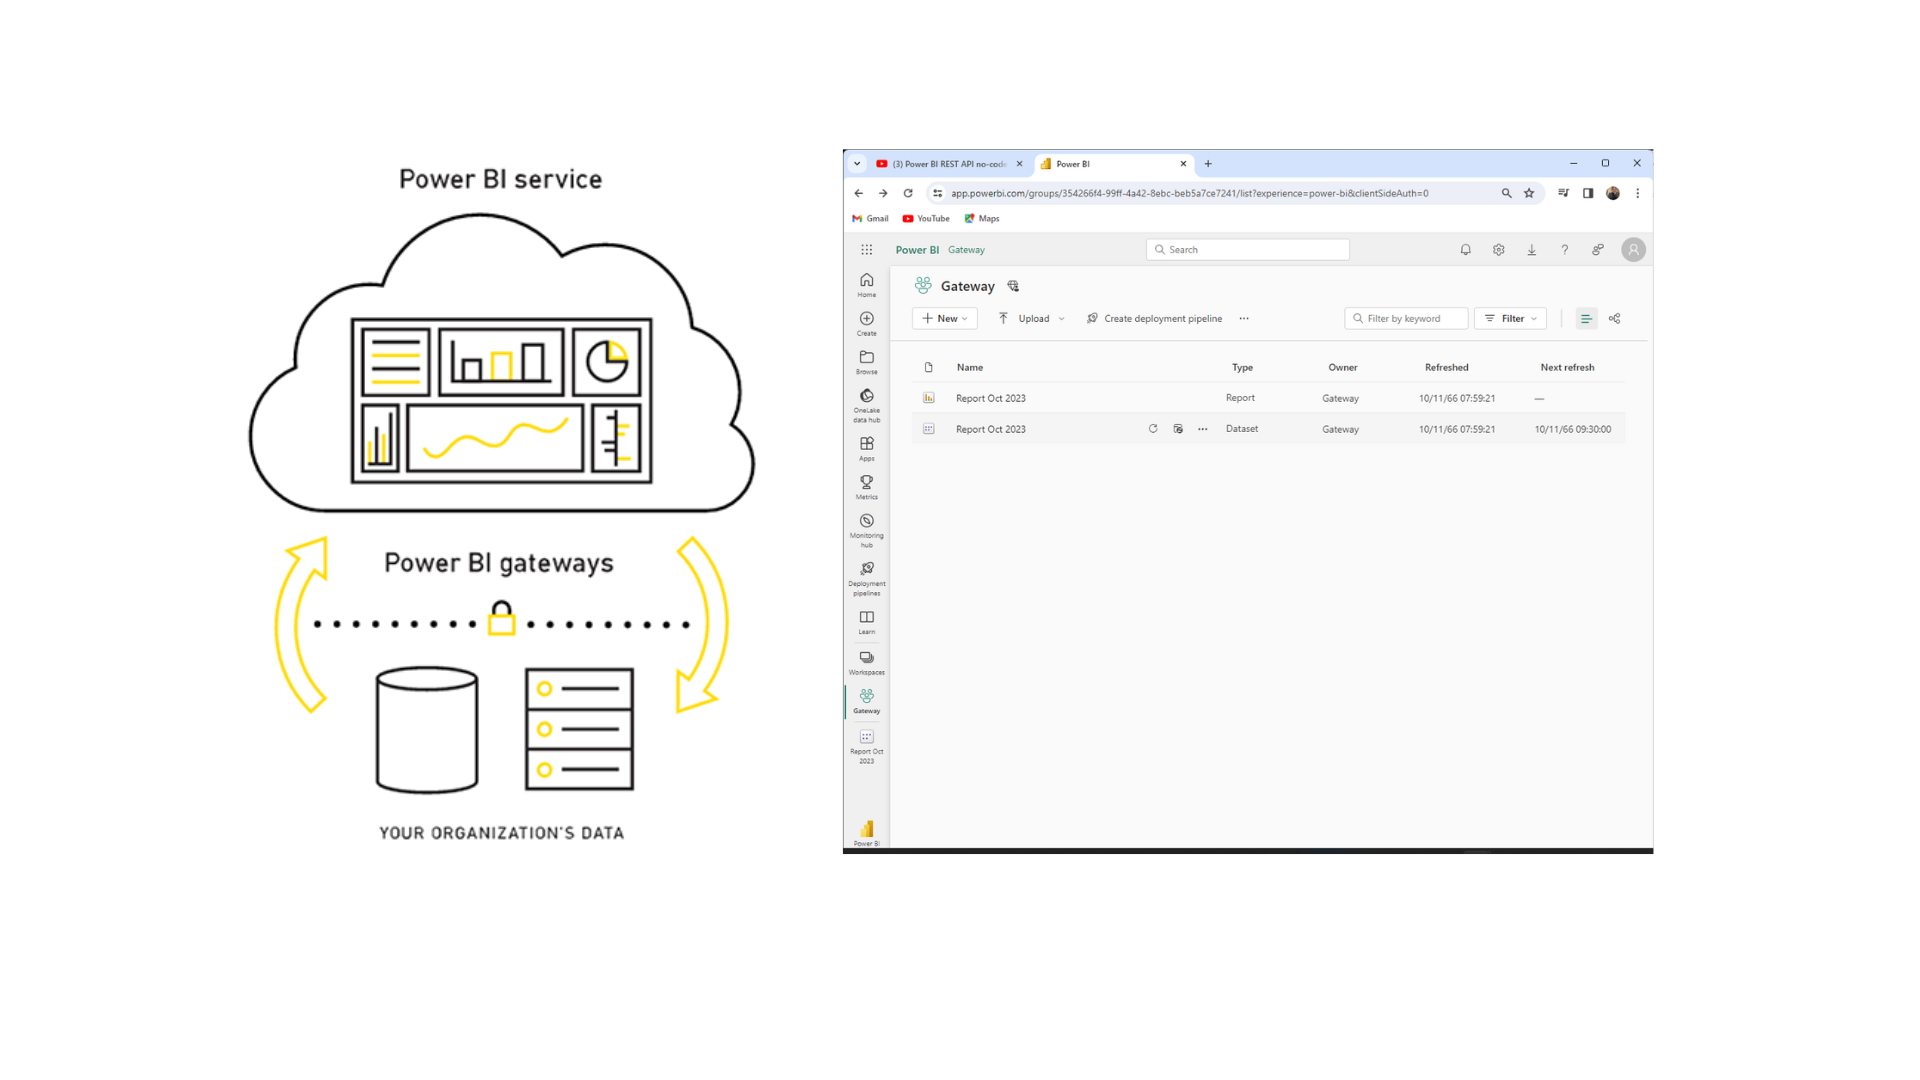 Power BI service
Power BI gateways
YOUR ORGANIZATION'S DATA
(3) Power BI REST API no-code
Power BI
app.powerbi.com/groups/354266f4-99ff-4a42-8ebc-beb5a7ce7241/list?experience=power-bi&clientSideAuth=0
Gmail YouTube Maps
Power BI Gateway Search
Home
Create
Browse
OneLake
data hub
Apps
Metrics
Monitoring
hub
Deployment
pipelines
Learn
Workspaces
Gateway
Report Oct
2023
Power BI
Gateway
New Upload Create deployment pipeline Filter by keyword Filter
Name Type Owner Refreshed Next refresh
Report Oct 2023 Report Gateway 10/11/66 07:59:21 —
Report Oct 2023 Dataset Gateway 10/11/66 07:59:21 10/11/66 09:30:00